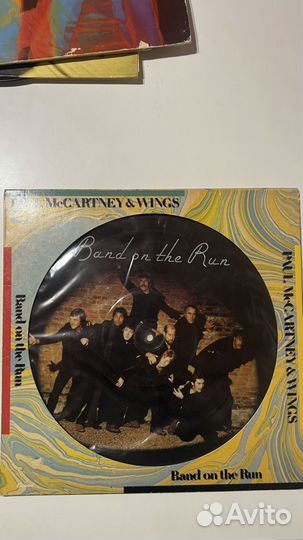 PAUL McCARTNEY & WINGS
Band on the Run
Band on the Run
PAUL McCARTNEY & WINGS
Band on the Run
Avito